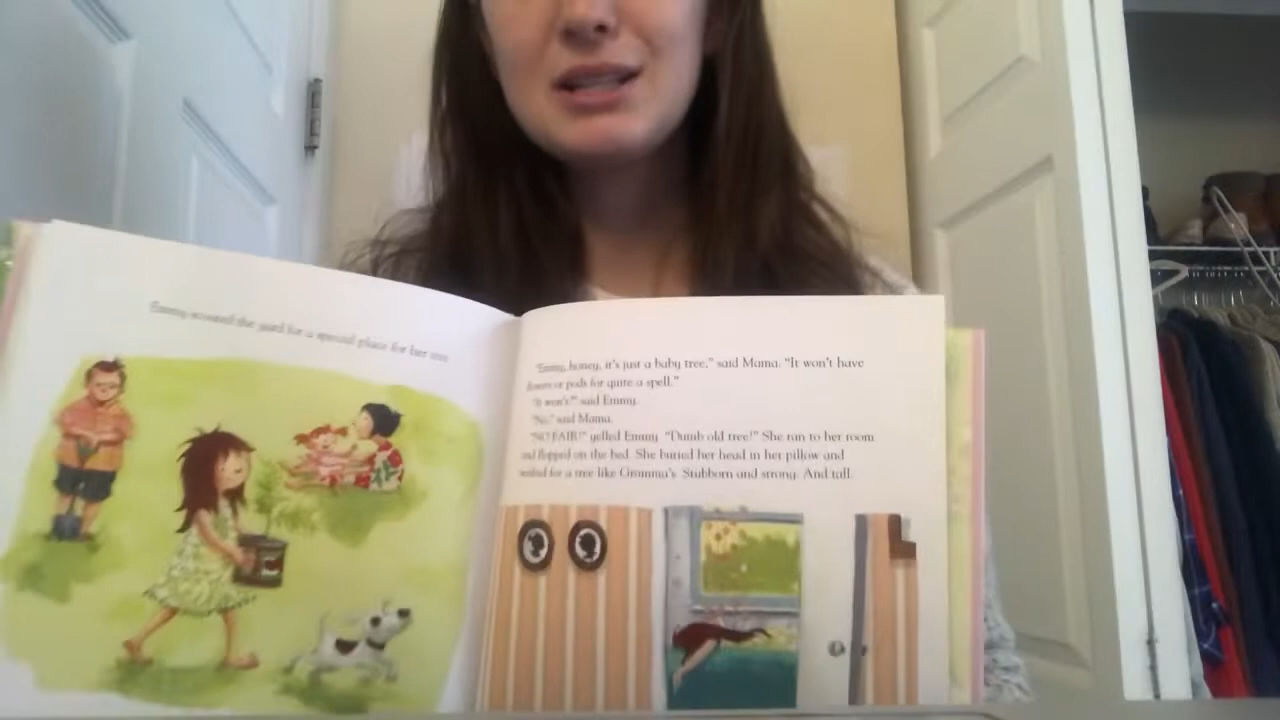 Emmy scouted the yard for a special place for her tree.
"Emmy, honey, it's just a baby tree," said Mama. "It won't have
flowers or pods for quite a spell."
"It won't?" said Emmy.
"No," said Mama.
"NO FAIR!" yelled Emmy. "Dumb old tree!" She ran to her room
and flopped on the bed. She buried her head in her pillow and
wailed for a tree like Gramma's. Stubborn and strong. And tall.